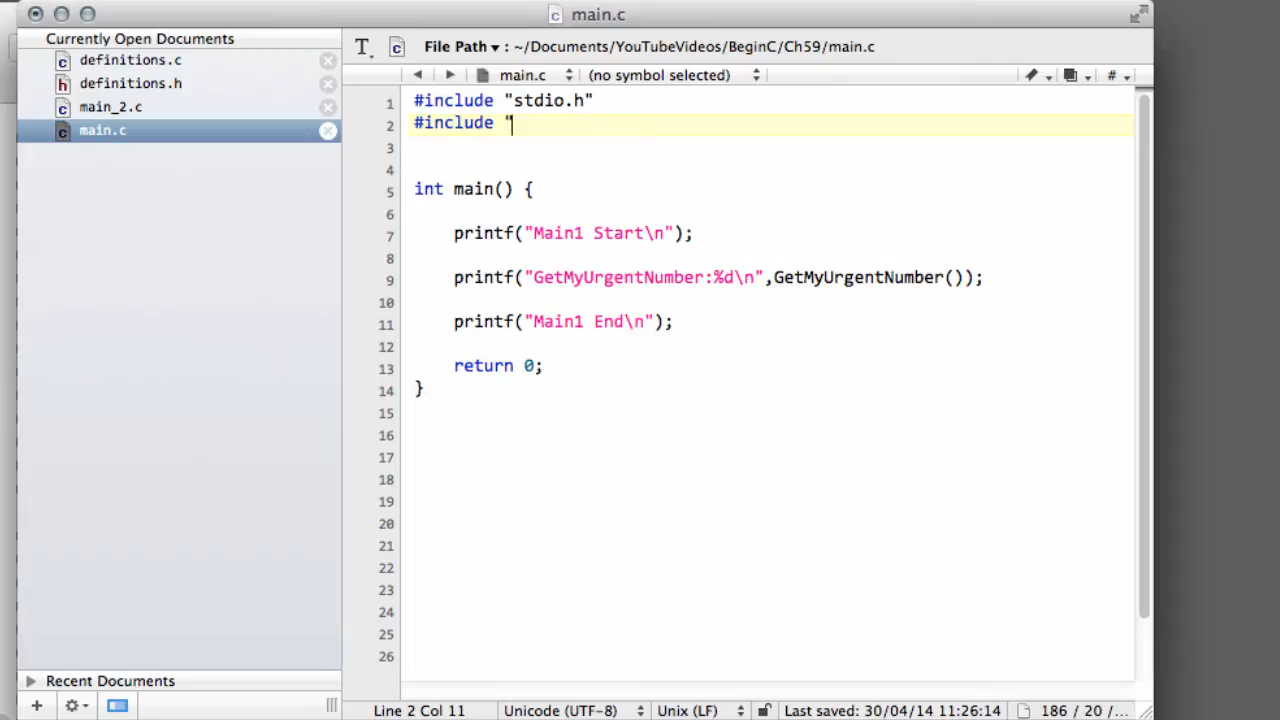 main.c
Currently Open Documents
definitions.c
definitions.h
main_2.c
main.c
File Path ▾ : ~/Documents/YouTubeVideos/BeginC/Ch59/main.c
main.c (no symbol selected) #
1 #include "stdio.h"
2 #include "
3
4
5 int main() {
6
7 printf("Main1 Start\n");
8
9 printf("GetMyUrgentNumber:%d\n",GetMyUrgentNumber());
10
11 printf("Main1 End\n");
12
13 return 0;
14 }
15
16
17
18
19
20
21
22
23
24
25
26
Recent Documents
Line 2 Col 11 Unicode (UTF-8) Unix (LF) Last saved: 30/04/14 11:26:14 186 / 20 /...